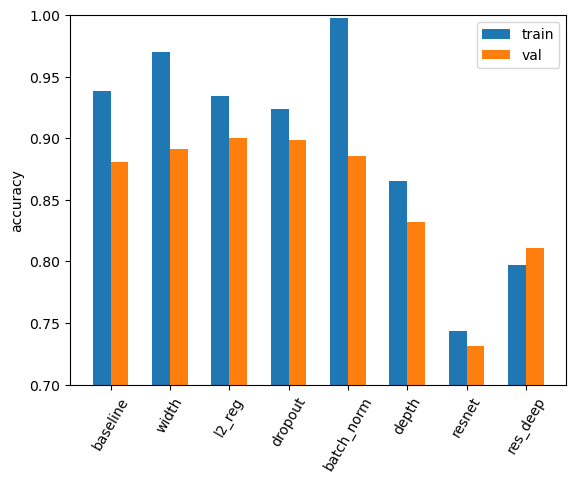 1.00
0.95
0.90
0.85
0.80
0.75
0.70
accuracy
train
val
baseline
width
l2_reg
dropout
batch_norm
depth
resnet
res_deep